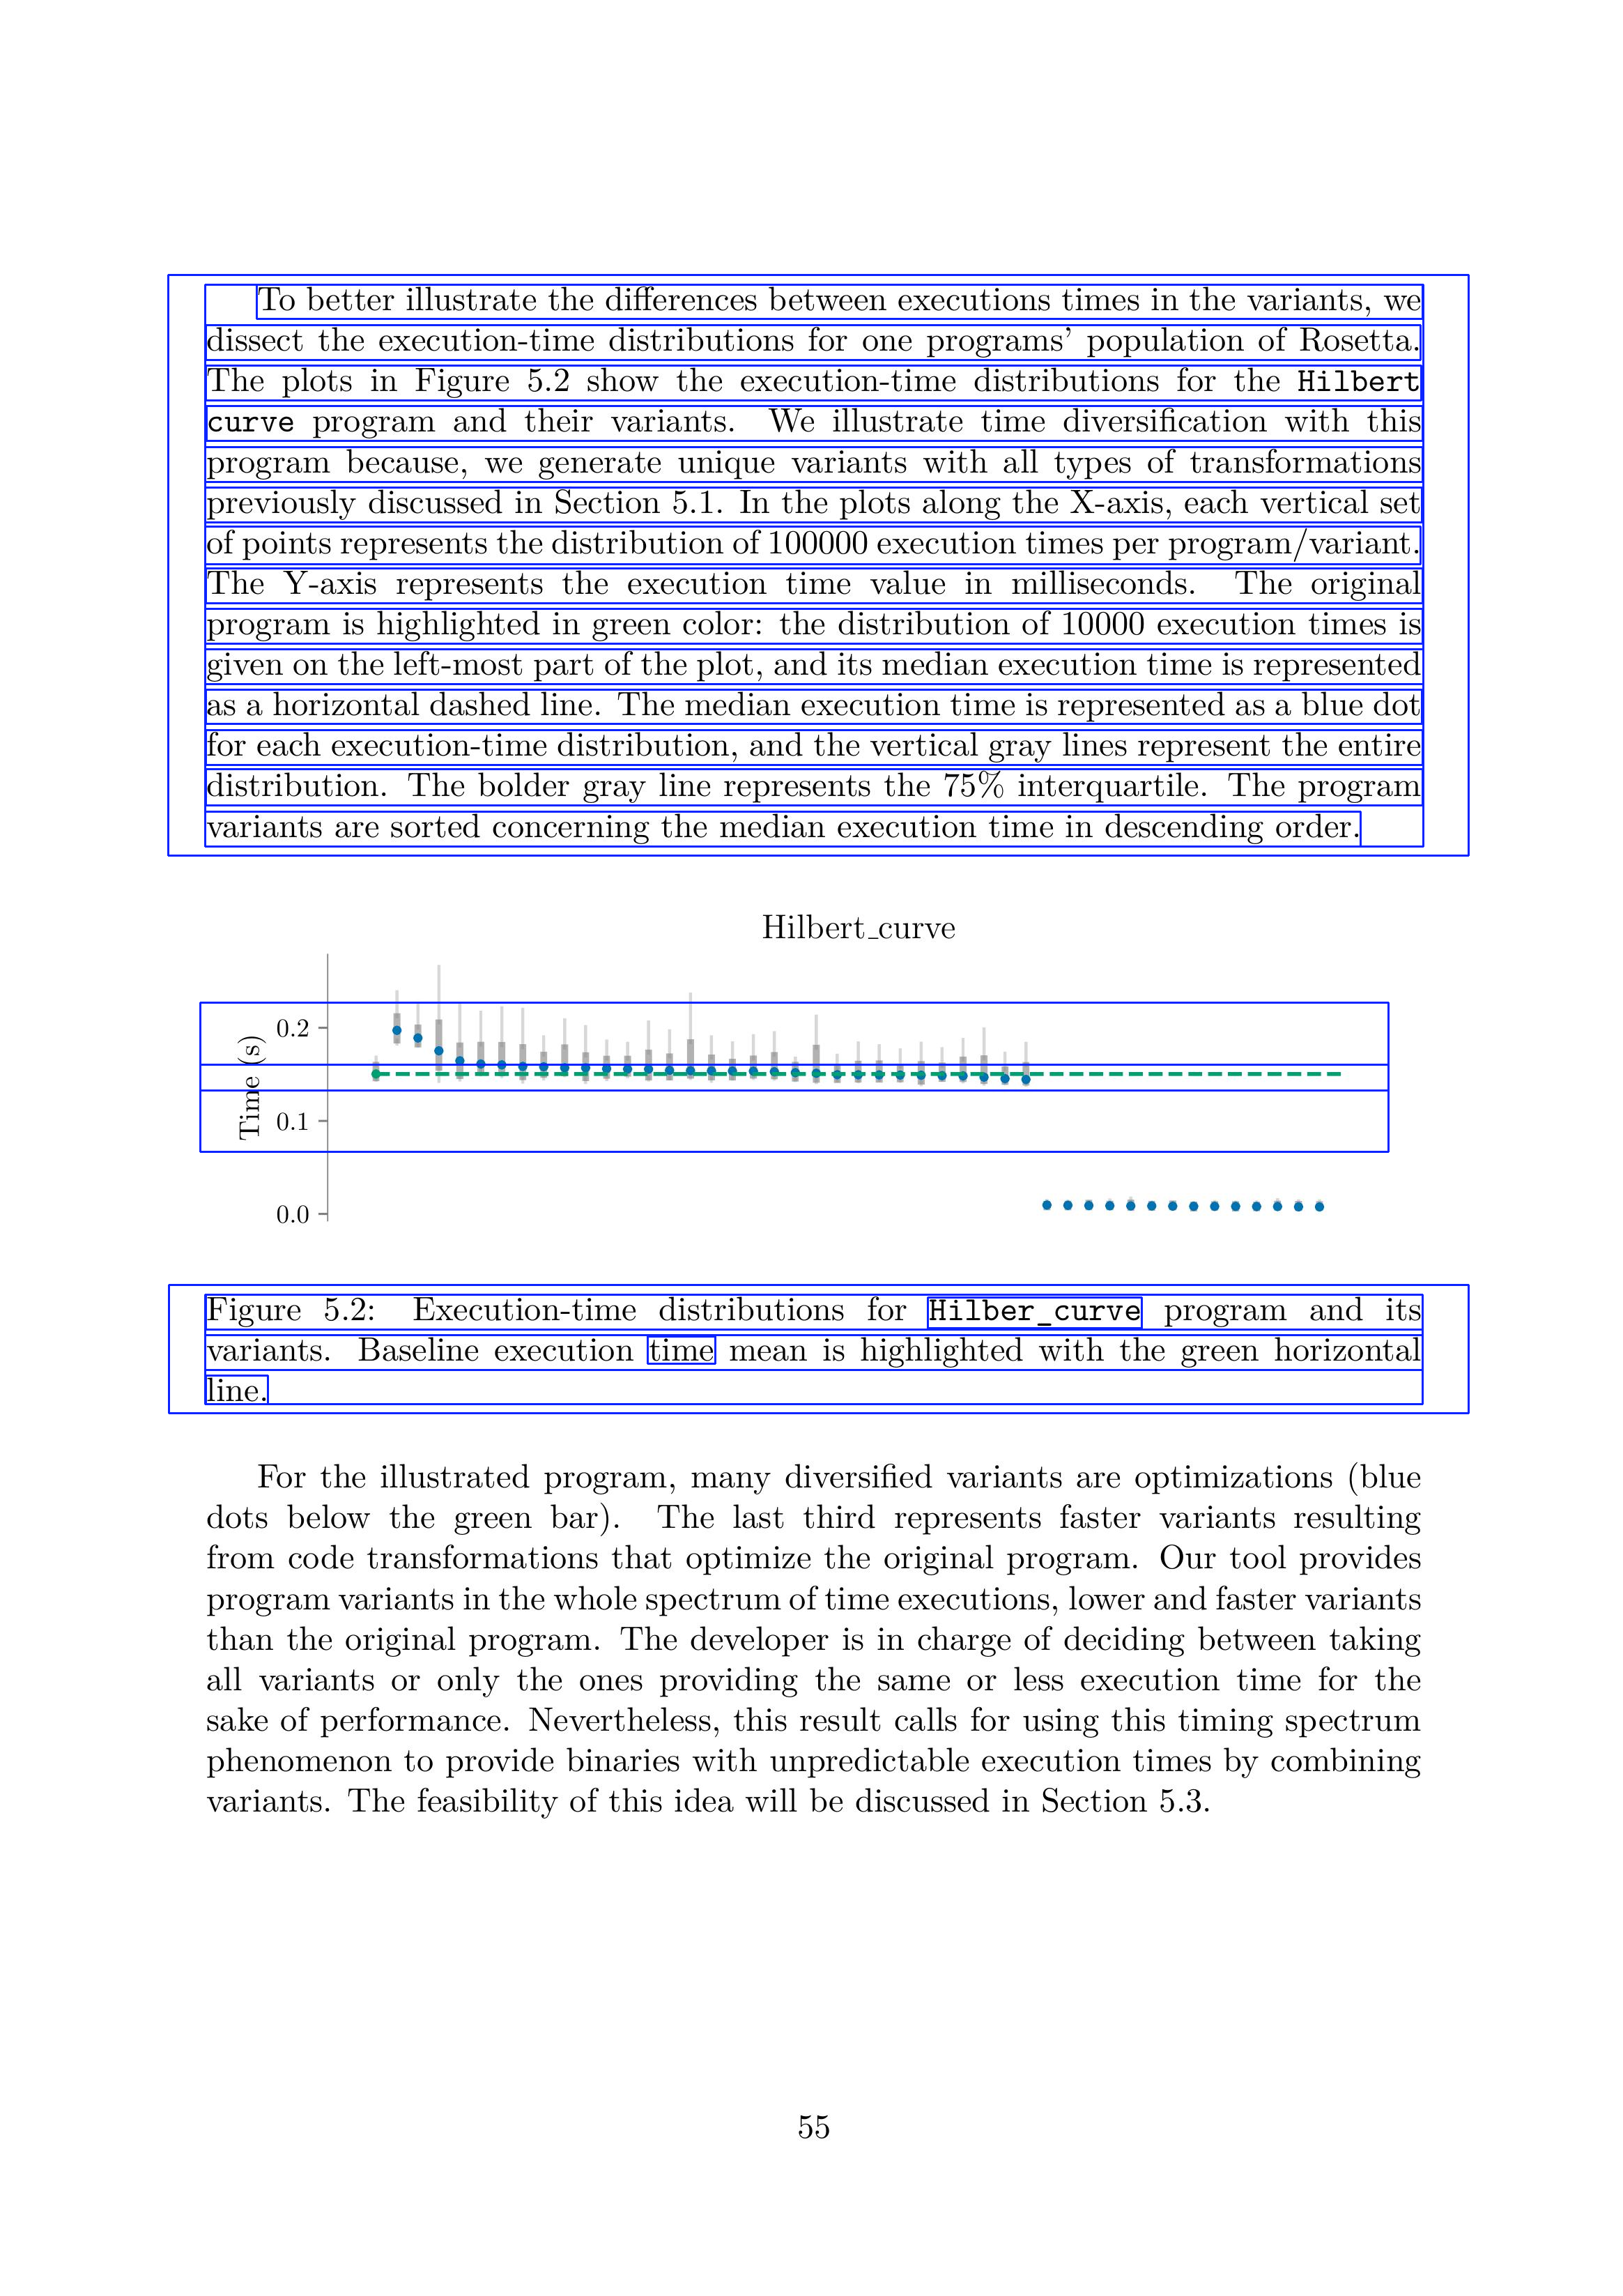 To better illustrate the differences between executions times in the variants, we
dissect the execution-time distributions for one programs' population of Rosetta.
The plots in Figure 5.2 show the execution-time distributions for the Hilbert
curve program and their variants. We illustrate time diversification with this
program because, we generate unique variants with all types of transformations
previously discussed in Section 5.1. In the plots along the X-axis, each vertical set
of points represents the distribution of 100000 execution times per program/variant.
The Y-axis represents the execution time value in milliseconds. The original
program is highlighted in green color: the distribution of 10000 execution times is
given on the left-most part of the plot, and its median execution time is represented
as a horizontal dashed line. The median execution time is represented as a blue dot
for each execution-time distribution, and the vertical gray lines represent the entire
distribution. The bolder gray line represents the 75% interquartile. The program
variants are sorted concerning the median execution time in descending order.
Hilbert_curve
Time (s)
0.2
0.1
0.0
Figure 5.2: Execution-time distributions for Hilber_curve program and its
variants. Baseline execution time mean is highlighted with the green horizontal
line.
For the illustrated program, many diversified variants are optimizations (blue
dots below the green bar). The last third represents faster variants resulting
from code transformations that optimize the original program. Our tool provides
program variants in the whole spectrum of time executions, lower and faster variants
than the original program. The developer is in charge of deciding between taking
all variants or only the ones providing the same or less execution time for the
sake of performance. Nevertheless, this result calls for using this timing spectrum
phenomenon to provide binaries with unpredictable execution times by combining
variants. The feasibility of this idea will be discussed in Section 5.3.
55